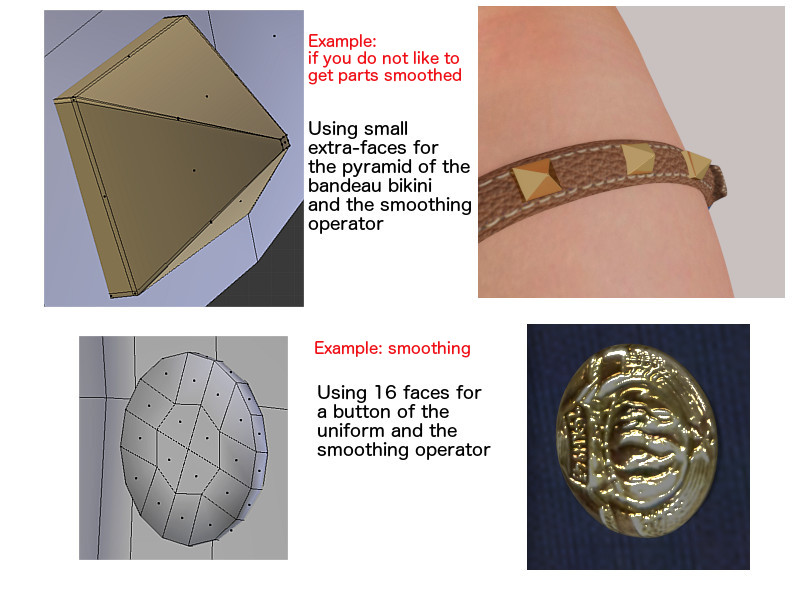 Example:
if you do not like to
get parts smoothed
Using small
extra-faces for
the pyramid of the
bandeau bikini
and the smoothing
operator
Example: smoothing
Using 16 faces for
a button of the
uniform and the
smoothing operator